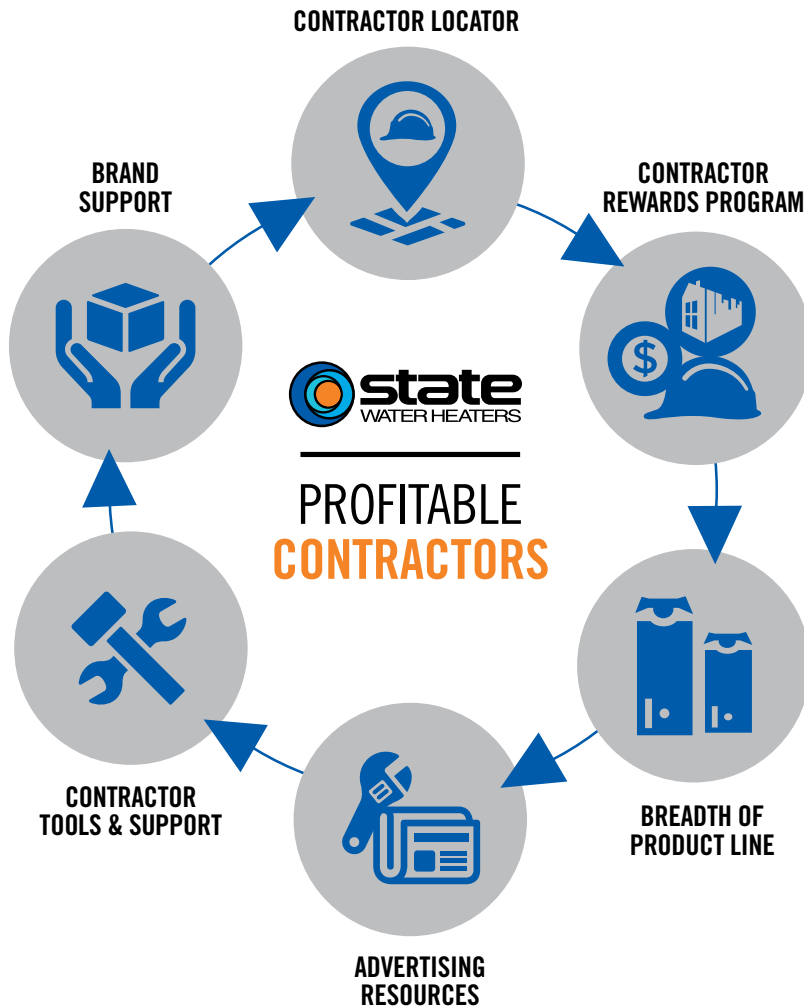 CONTRACTOR LOCATOR
BRAND
SUPPORT
CONTRACTOR
REWARDS PROGRAM
$
state
WATER HEATERS
PROFITABLE
CONTRACTORS
CONTRACTOR
TOOLS & SUPPORT
BREADTH OF
PRODUCT LINE
ADVERTISING
RESOURCES